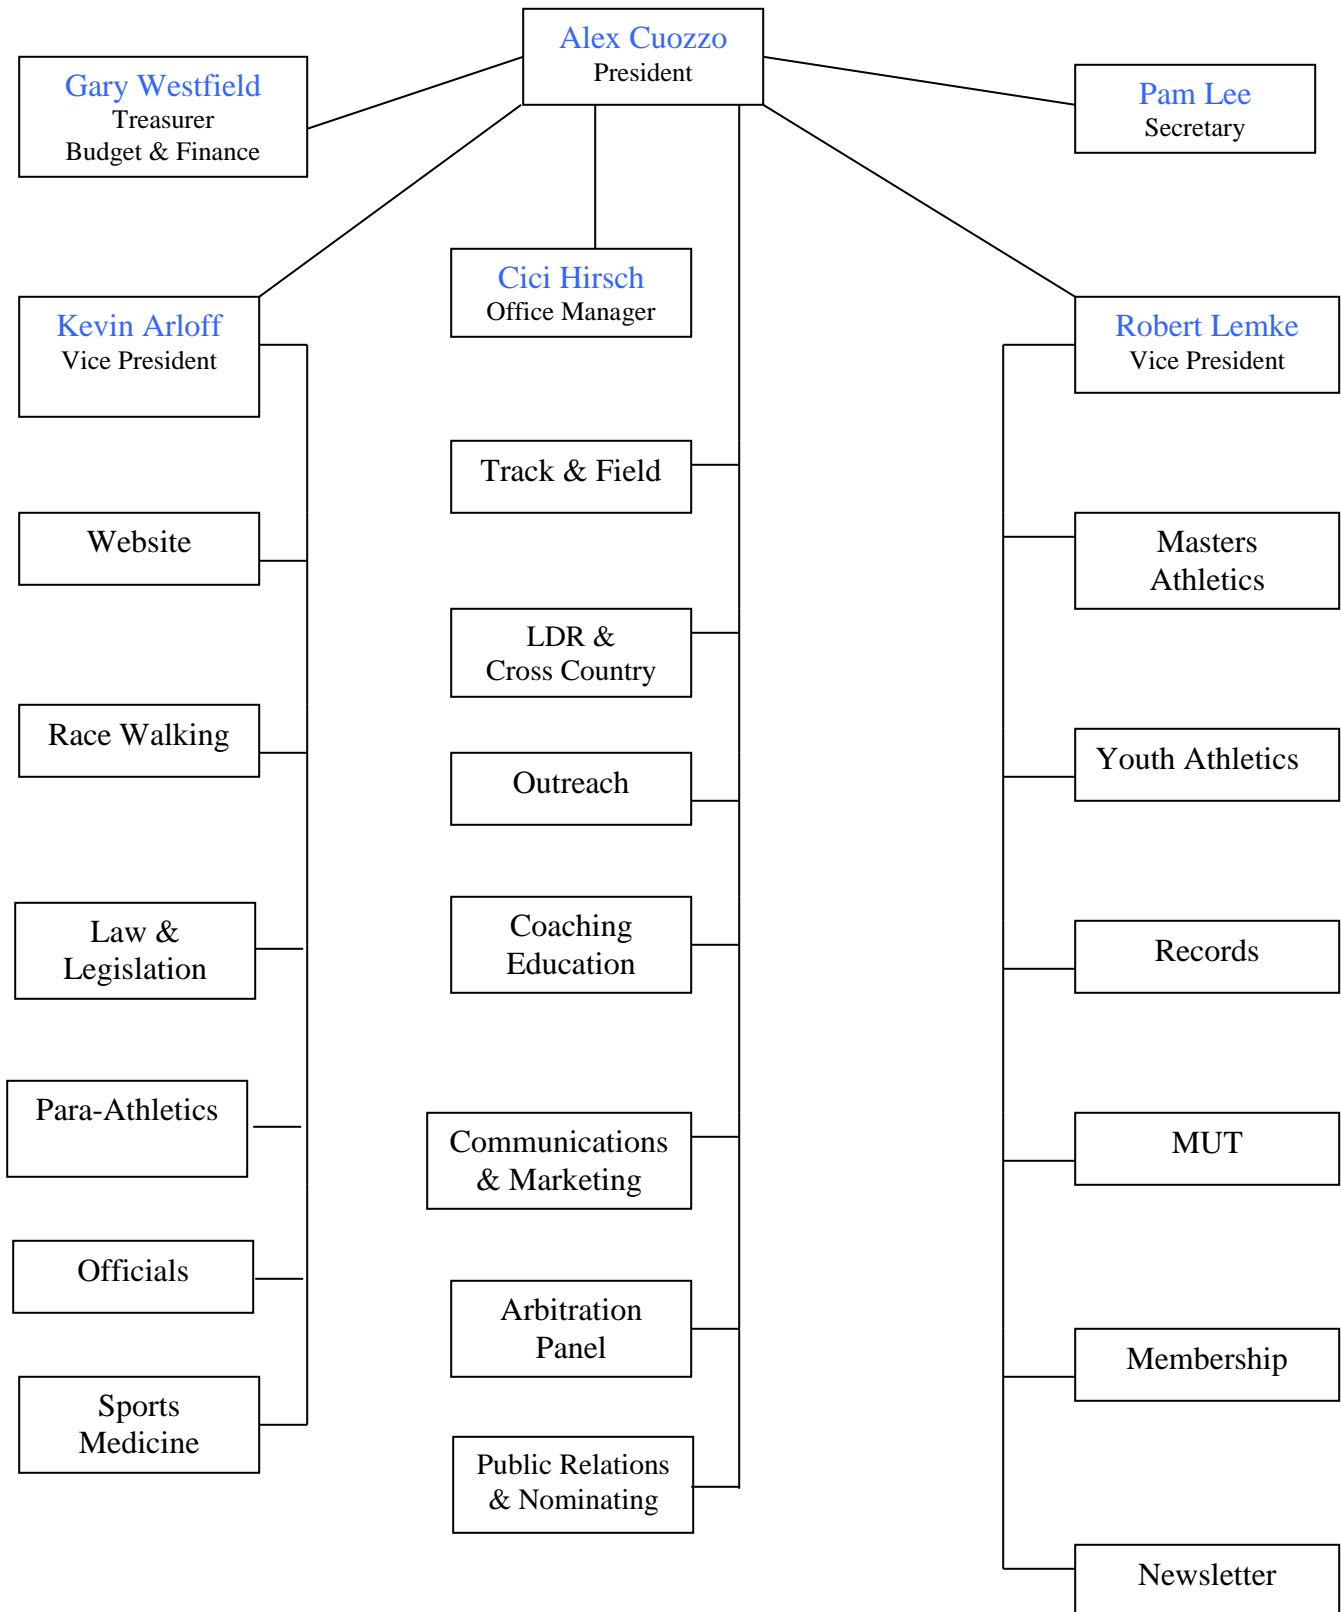 Alex Cuozzo
President
Gary Westfield
Treasurer
Budget & Finance
Pam Lee
Secretary
Cici Hirsch
Office Manager
Kevin Arloff
Vice President
Robert Lemke
Vice President
Website
Race Walking
Law &
Legislation
Para-Athletics
Officials
Sports
Medicine
Track & Field
LDR &
Cross Country
Outreach
Coaching
Education
Communications
& Marketing
Arbitration
Panel
Public Relations
& Nominating
Masters
Athletics
Youth Athletics
Records
MUT
Membership
Newsletter